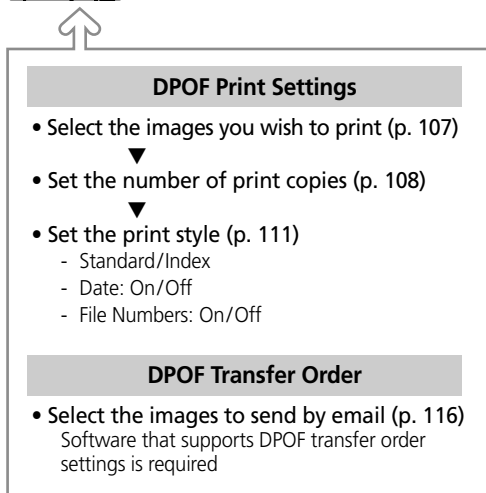 DPOF Print Settings
• Select the images you wish to print (p. 107)
▼
• Set the number of print copies (p. 108)
▼
• Set the print style (p. 111)
- Standard/Index
- Date: On/Off
- File Numbers: On/Off
DPOF Transfer Order
• Select the images to send by email (p. 116)
Software that supports DPOF transfer order
settings is required